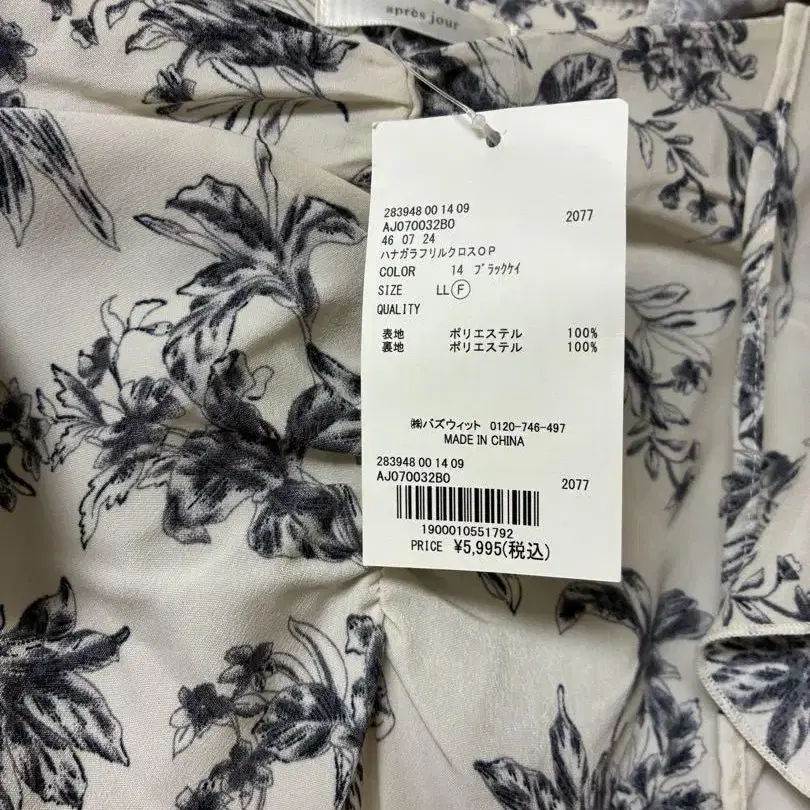 après jour
283948 00 14 09
AJ070032B0 2077
46 07 24
ハナガラフリルクロスOP
COLOR 14 ブラックケイ
SIZE LL Ⓕ
QUALITY
表地 ポリエステル 100%
裏地 ポリエステル 100%
㈱バズウィット 0120-746-497
MADE IN CHINA
283948 00 14 09
AJ070032B0 2077
1900010551792
PRICE ¥5,995(税込)